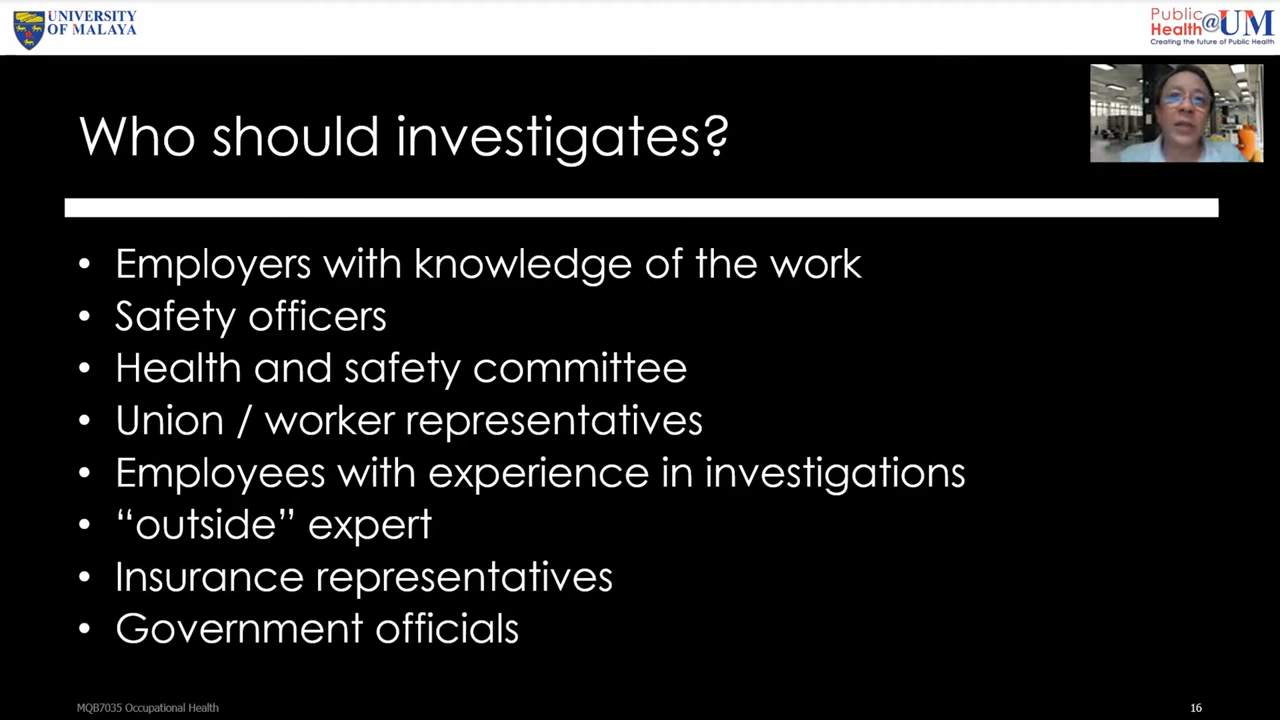 UNIVERSITY
OF MALAYA
Public
Health@UM
Creating the future of Public Health
Who should investigates?
• Employers with knowledge of the work
• Safety officers
• Health and safety committee
• Union / worker representatives
• Employees with experience in investigations
• “outside” expert
• Insurance representatives
• Government officials
MQB7035 Occupational Health
16